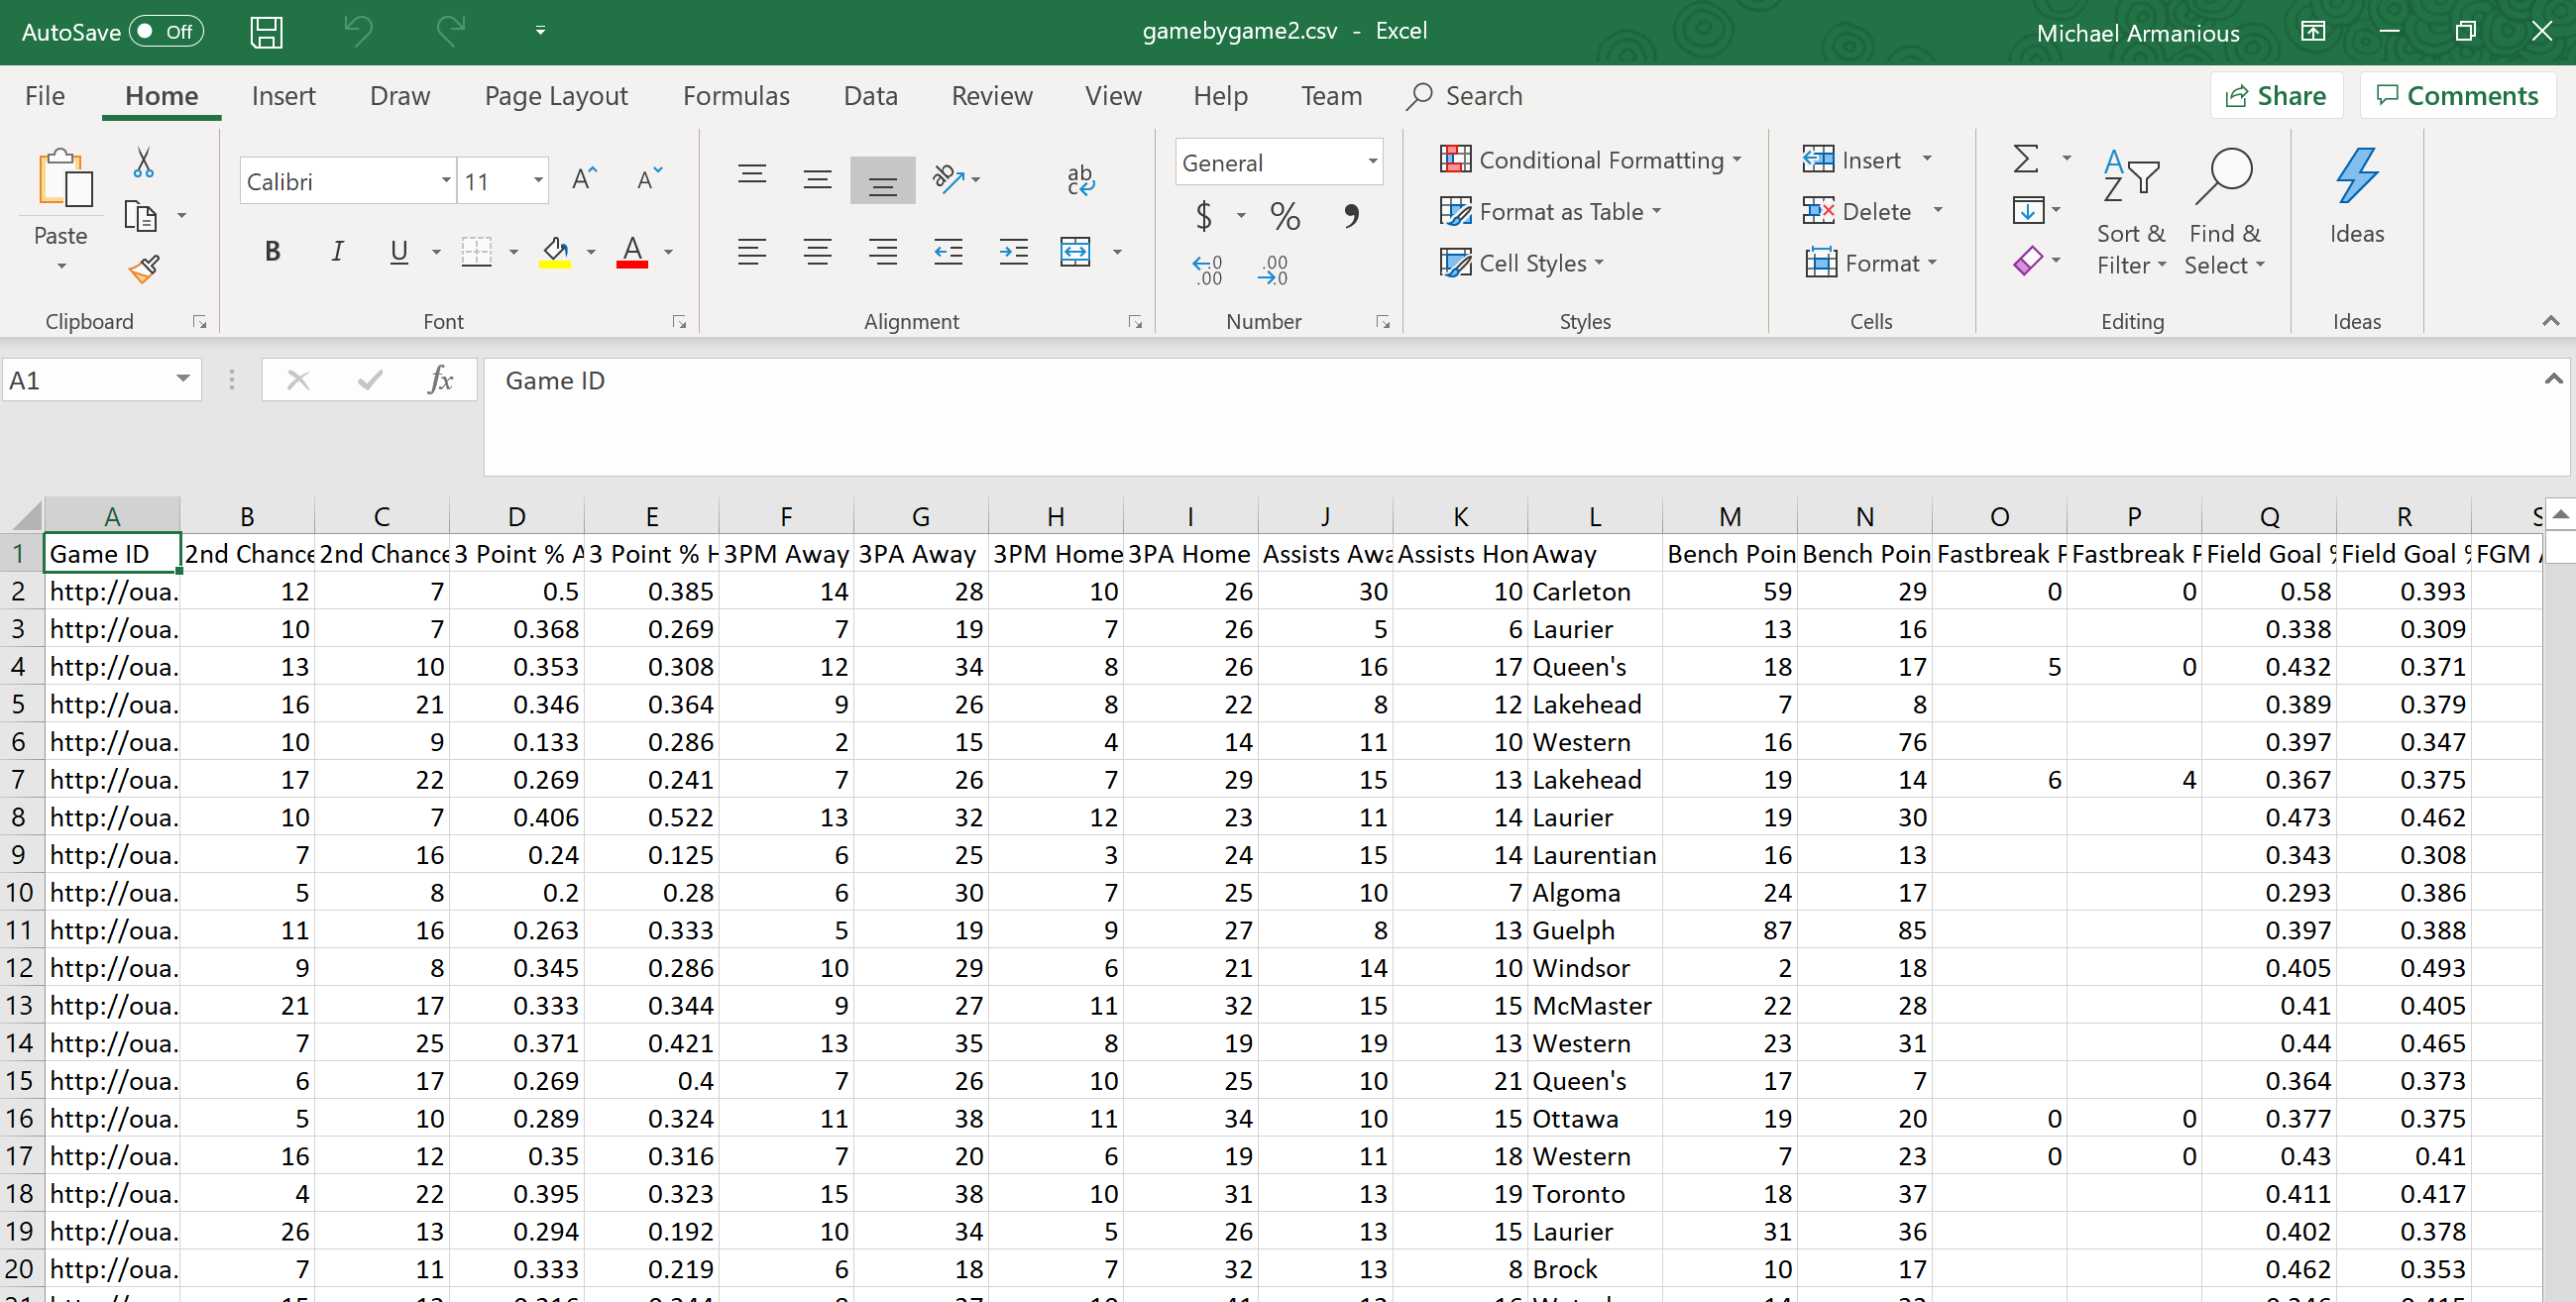 AutoSave Off gamebygame2.csv - Excel Michael Armanious
File Home Insert Draw Page Layout Formulas Data Review View Help Team Search Share Comments
Paste
Clipboard
Calibri 11
B I U A
Font
ab
c
Alignment
General
$ % ,
Number
Conditional Formatting
Format as Table
Cell Styles
Styles
Insert
Delete
Format
Cells
Sort & Filter
Find & Select
Editing
Ideas
Ideas
A1 fx Game ID
A B C D E F G H I J K L M N O P Q R S
1 Game ID 2nd Chance 2nd Chance 3 Point % A 3 Point % H 3PM Away 3PA Away 3PM Home 3PA Home Assists Awa Assists Hon Away Bench Poin Bench Poin Fastbreak P Fastbreak P Field Goal % Field Goal % FGM A
2 http://oua. 12 7 0.5 0.385 14 28 10 26 30 10 Carleton 59 29 0 0 0.58 0.393
3 http://oua. 10 7 0.368 0.269 7 19 7 26 5 6 Laurier 13 16 0.338 0.309
4 http://oua. 13 10 0.353 0.308 12 34 8 26 16 17 Queen's 18 17 5 0 0.432 0.371
5 http://oua. 16 21 0.346 0.364 9 26 8 22 8 12 Lakehead 7 8 0.389 0.379
6 http://oua. 10 9 0.133 0.286 2 15 4 14 11 10 Western 16 76 0.397 0.347
7 http://oua. 17 22 0.269 0.241 7 26 7 29 15 13 Lakehead 19 14 6 4 0.367 0.375
8 http://oua. 10 7 0.406 0.522 13 32 12 23 11 14 Laurier 19 30 0.473 0.462
9 http://oua. 7 16 0.24 0.125 6 25 3 24 15 14 Laurentian 16 13 0.343 0.308
10 http://oua. 5 8 0.2 0.28 6 30 7 25 10 7 Algoma 24 17 0.293 0.386
11 http://oua. 11 16 0.263 0.333 5 19 9 27 8 13 Guelph 87 85 0.397 0.388
12 http://oua. 9 8 0.345 0.286 10 29 6 21 14 10 Windsor 2 18 0.405 0.493
13 http://oua. 21 17 0.333 0.344 9 27 11 32 15 15 McMaster 22 28 0.41 0.405
14 http://oua. 7 25 0.371 0.421 13 35 8 19 19 13 Western 23 31 0.44 0.465
15 http://oua. 6 17 0.269 0.4 7 26 10 25 10 21 Queen's 17 7 0.364 0.373
16 http://oua. 5 10 0.289 0.324 11 38 11 34 10 15 Ottawa 19 20 0 0 0.377 0.375
17 http://oua. 16 12 0.35 0.316 7 20 6 19 11 18 Western 7 23 0 0 0.43 0.41
18 http://oua. 4 22 0.395 0.323 15 38 10 31 13 19 Toronto 18 37 0.411 0.417
19 http://oua. 26 13 0.294 0.192 10 34 5 26 13 15 Laurier 31 36 0.402 0.378
20 http://oua. 7 11 0.333 0.219 6 18 7 32 13 8 Brock 10 17 0.462 0.353